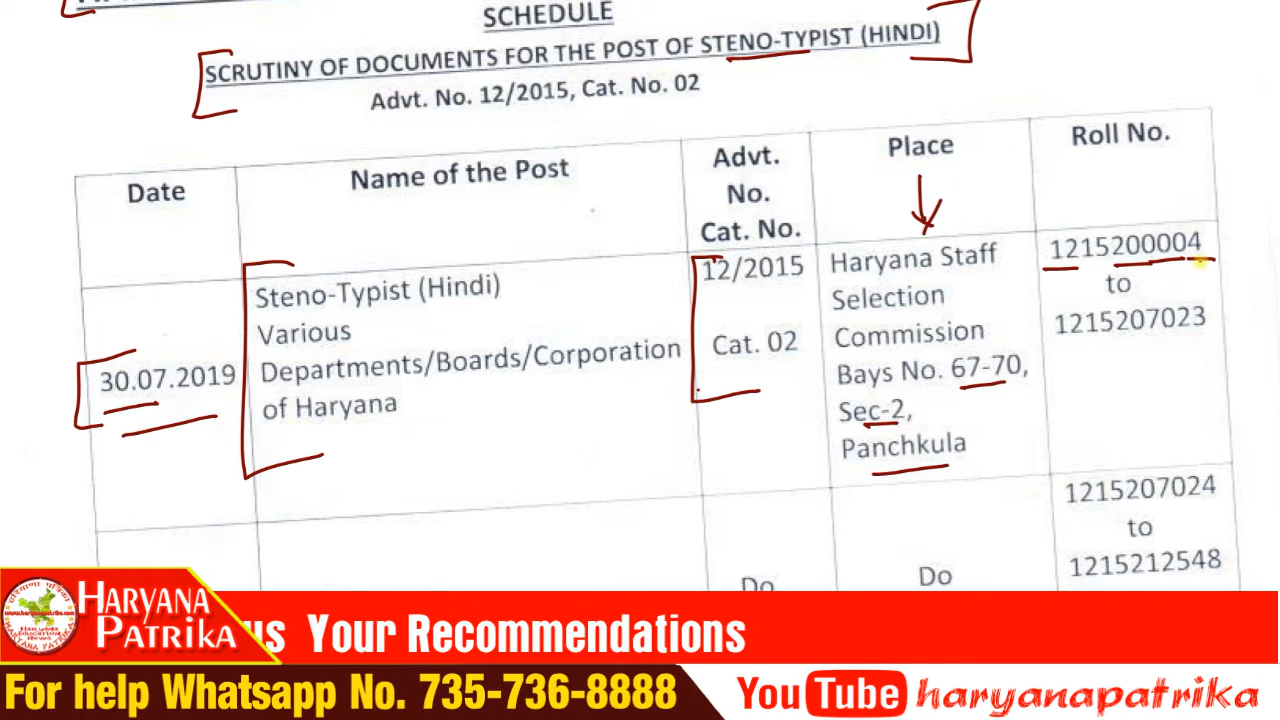 SCHEDULE
SCRUTINY OF DOCUMENTS FOR THE POST OF STENO-TYPIST (HINDI)
Advt. No. 12/2015, Cat. No. 02
Date
Name of the Post
Advt.
No.
Cat. No.
Place
Roll No.
30.07.2019
Steno-Typist (Hindi)
Various
Departments/Boards/Corporation
of Haryana
12/2015
Cat. 02
Haryana Staff
Selection
Commission
Bays No. 67-70,
Sec-2,
Panchkula
1215200004
to
1215207023
Do
Do
1215207024
to
1215212548
HARYANA
PATRIKA
us Your Recommendations
For help Whatsapp No. 735-736-8888
YouTube haryanapatrika